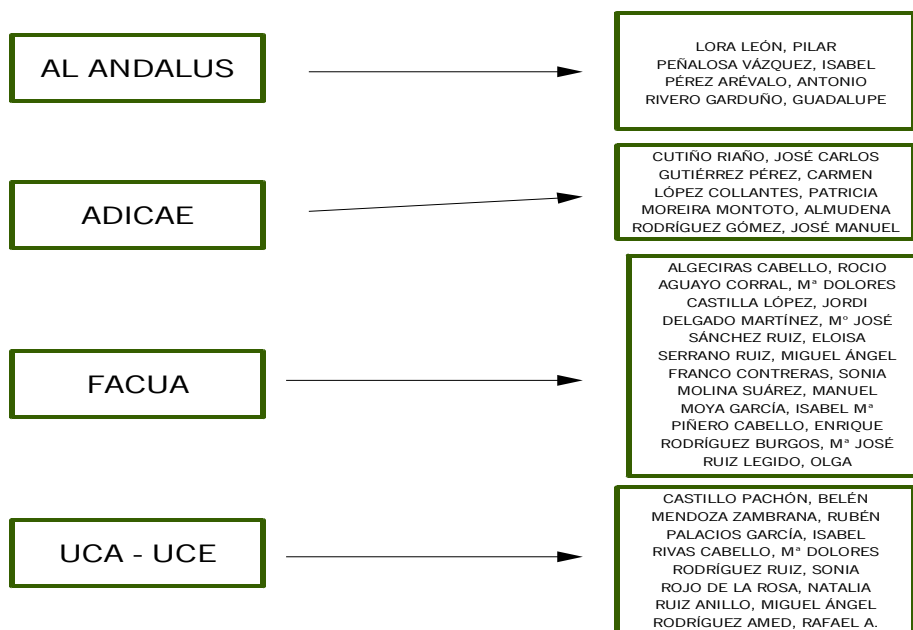 AL ANDALUS
LORA LEÓN, PILAR
PEÑALOSA VÁZQUEZ, ISABEL
PÉREZ ARÉVALO, ANTONIO
RIVERO GARDUÑO, GUADALUPE
ADICAE
CUTIÑO RIAÑO, JOSÉ CARLOS
GUTIÉRREZ PÉREZ, CARMEN
LÓPEZ COLLANTES, PATRICIA
MOREIRA MONTOTO, ALMUDENA
RODRÍGUEZ GÓMEZ, JOSÉ MANUEL
FACUA
ALGECIRAS CABELLO, ROCIO
AGUAYO CORRAL, Mª DOLORES
CASTILLA LÓPEZ, JORDI
DELGADO MARTÍNEZ, Mº JOSÉ
SÁNCHEZ RUIZ, ELOISA
SERRANO RUIZ, MIGUEL ÁNGEL
FRANCO CONTRERAS, SONIA
MOLINA SUÁREZ, MANUEL
MOYA GARCÍA, ISABEL Mª
PIÑERO CABELLO, ENRIQUE
RODRÍGUEZ BURGOS, Mª JOSÉ
RUIZ LEGIDO, OLGA
UCA - UCE
CASTILLO PACHÓN, BELÉN
MENDOZA ZAMBRANA, RUBÉN
PALACIOS GARCÍA, ISABEL
RIVAS CABELLO, Mª DOLORES
RODRÍGUEZ RUIZ, SONIA
ROJO DE LA ROSA, NATALIA
RUIZ ANILLO, MIGUEL ÁNGEL
RODRÍGUEZ AMED, RAFAEL A.